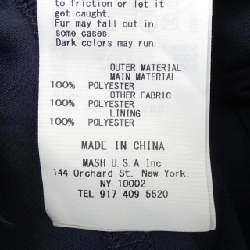 to friction or let it
get caught.
Fur may fall out in
some cases.
Dark colors may run.
OUTER MATERIAL
MAIN MATERIAL
100% POLYESTER
OTHER FABRIC
100% POLYESTER
LINING
100% POLYESTER
MADE IN CHINA
MASH U.S.A Inc
144 Orchard St. New York
NY 10002
TEL 917 409 5520